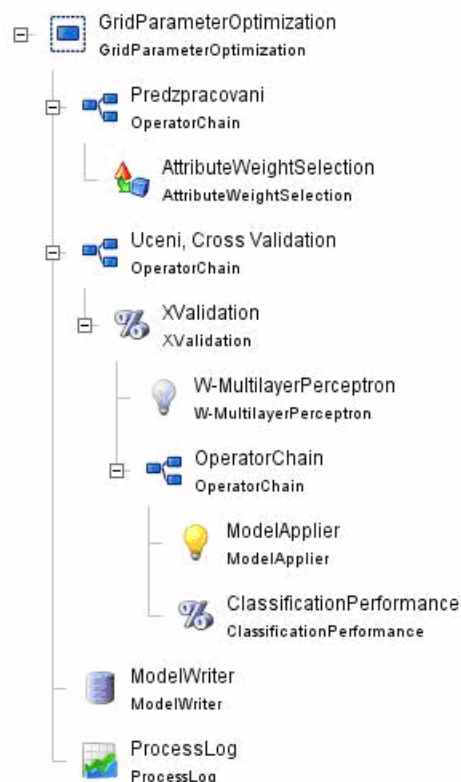 GridParameterOptimization
GridParameterOptimization
Predzpracovani
OperatorChain
AttributeWeightSelection
AttributeWeightSelection
Uceni, Cross Validation
OperatorChain
XValidation
XValidation
W-MultilayerPerceptron
W-MultilayerPerceptron
OperatorChain
OperatorChain
ModelApplier
ModelApplier
ClassificationPerformance
ClassificationPerformance
ModelWriter
ModelWriter
ProcessLog
ProcessLog